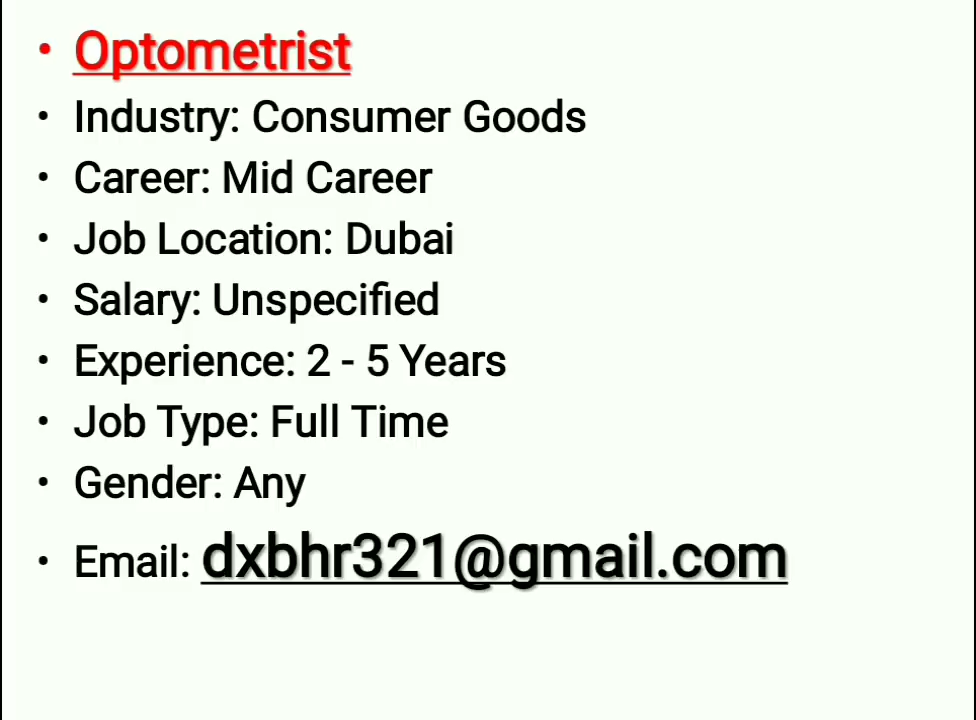 • Optometrist
• Industry: Consumer Goods
• Career: Mid Career
• Job Location: Dubai
• Salary: Unspecified
• Experience: 2 - 5 Years
• Job Type: Full Time
• Gender: Any
• Email: dxbhr321@gmail.com